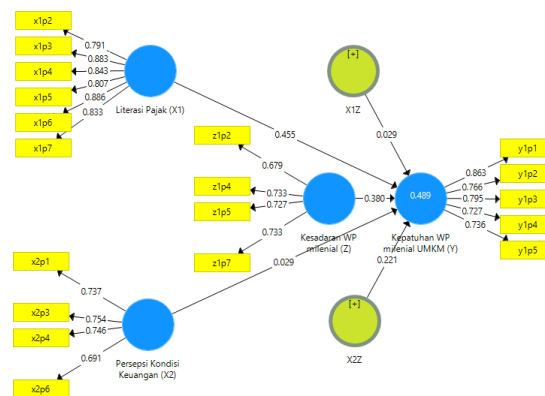 x1p2
x1p3
x1p4
x1p5
x1p6
x1p7
0.791
0.883
0.843
0.807
0.886
0.833
Literasi Pajak (X1)
[+]
X1Z
0.455
0.029
z1p2
z1p4
z1p5
z1p7
0.679
0.733
0.727
0.733
Kesadaran WP
milenial (Z)
0.380
0.489
Kepatuhan WP
milenial UMKM (Y)
0.863
0.766
0.795
0.727
0.736
y1p1
y1p2
y1p3
y1p4
y1p5
x2p1
x2p3
x2p4
x2p6
0.737
0.754
0.746
0.691
Persepsi Kondisi
Keuangan (X2)
0.029
0.221
[+]
X2Z